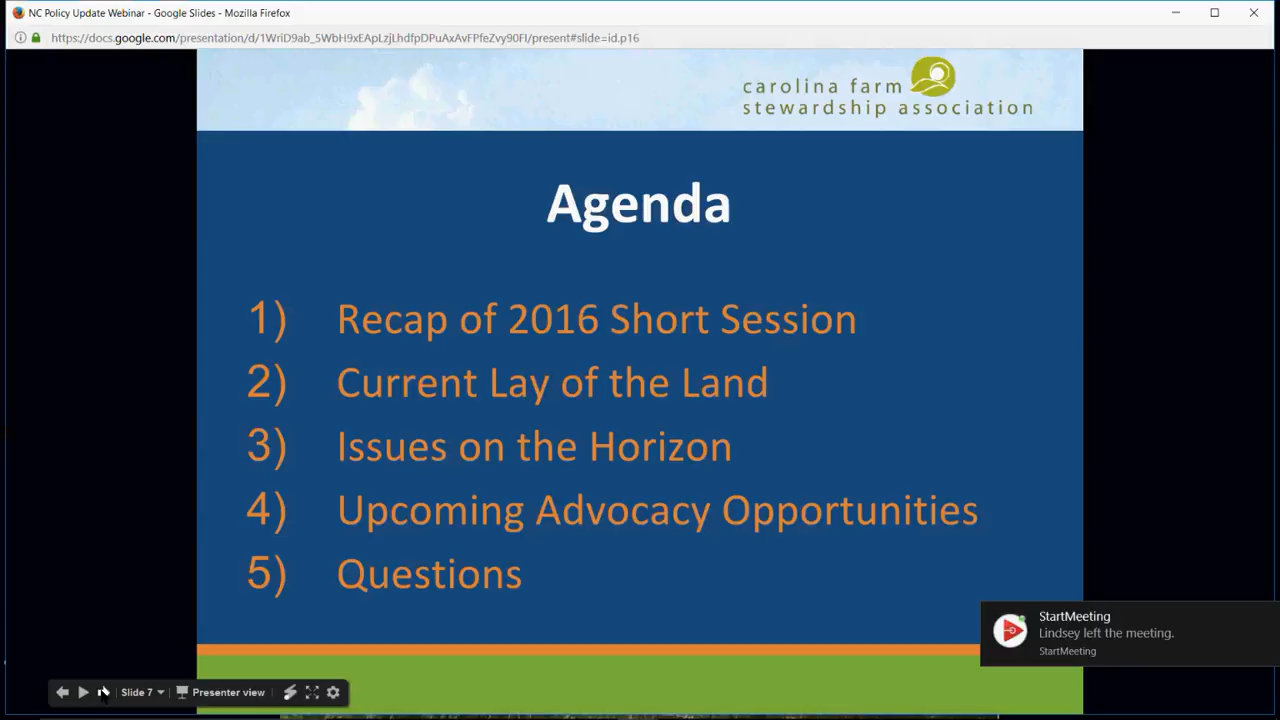 NC Policy Update Webinar - Google Slides - Mozilla Firefox
https://docs.google.com/presentation/d/1WriD9ab_5WbH9xEApLzjLhdfpDPuAxAvFPfeZvy90FI/present#slide=id.p16
carolina farm
stewardship association
Agenda
1) Recap of 2016 Short Session
2) Current Lay of the Land
3) Issues on the Horizon
4) Upcoming Advocacy Opportunities
5) Questions
StartMeeting
Lindsey left the meeting.
StartMeeting
Slide 7
Presenter view